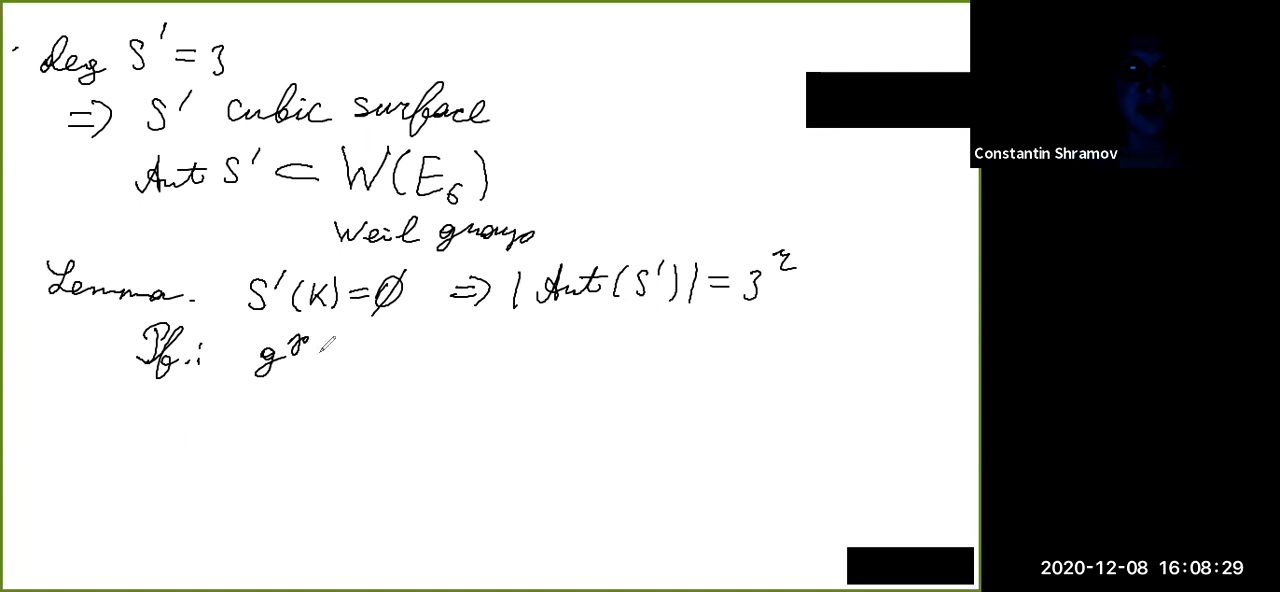 deg S' = 3
=> S' cubic surface
Aut S' ⊂ W(E₆)
Weil group
Lemma. S'(K)=∅ => |Aut(S')| = 3^r
Pf.: g^γ
Constantin Shramov
2020-12-08 16:08:29